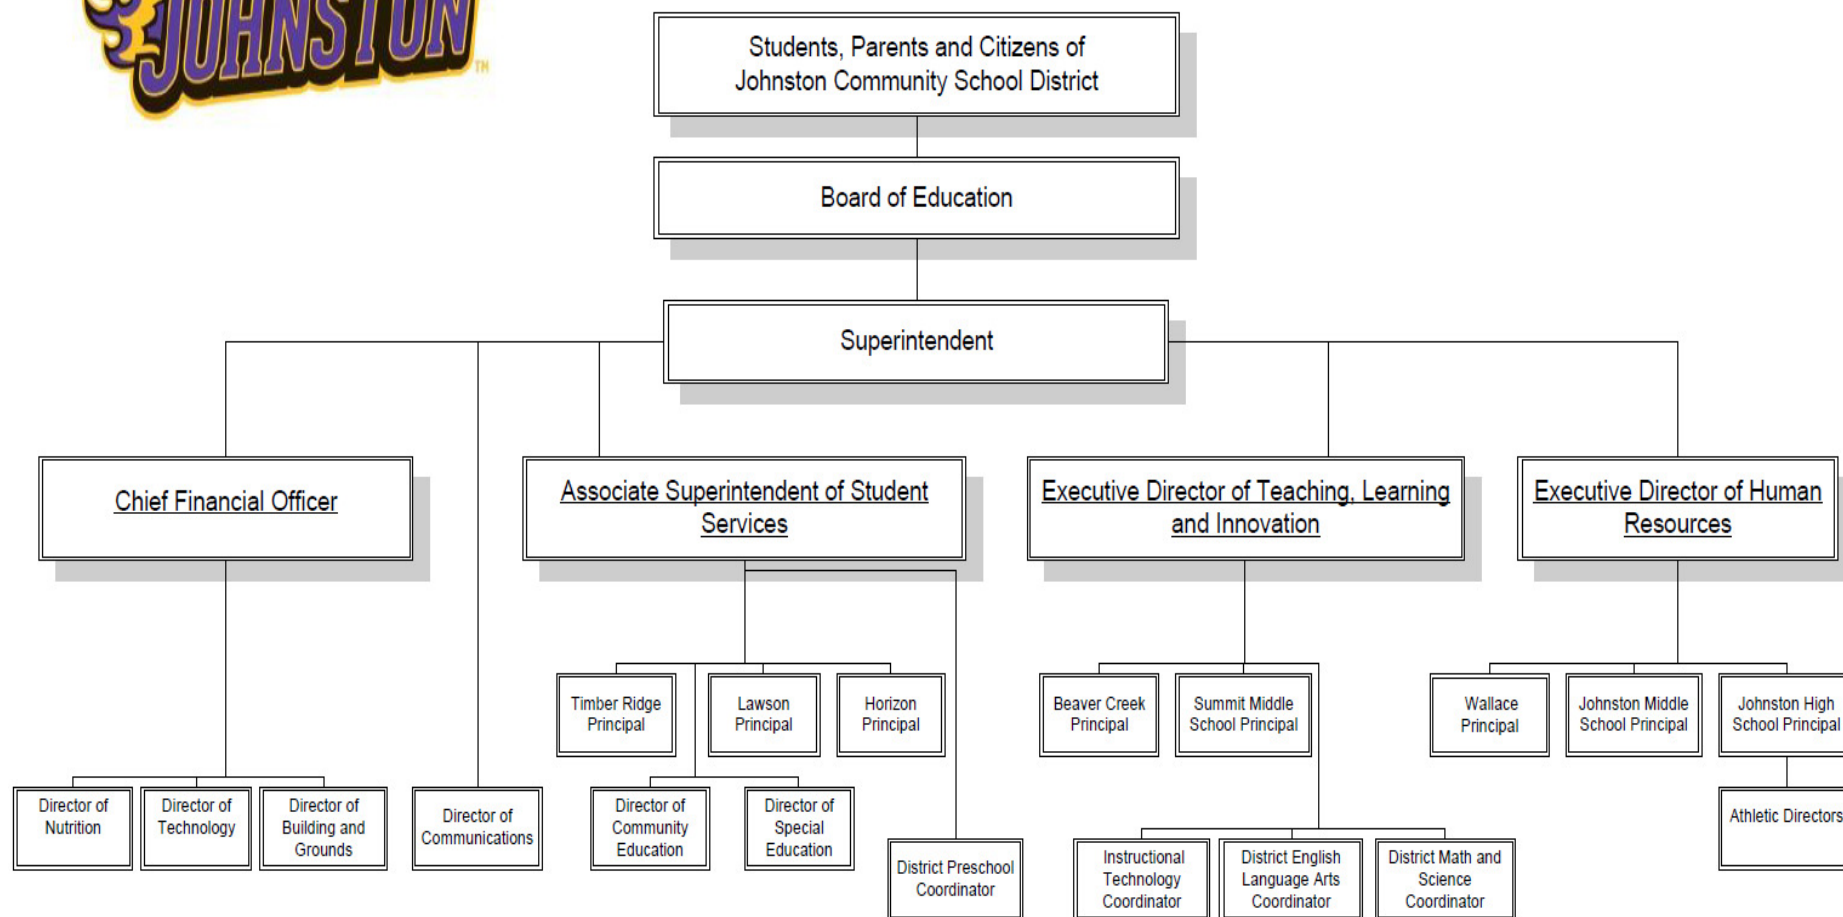 JOHNSTON
TM
Students, Parents and Citizens of
Johnston Community School District
Board of Education
Superintendent
Chief Financial Officer
Associate Superintendent of Student
Services
Executive Director of Teaching, Learning
and Innovation
Executive Director of Human
Resources
Timber Ridge
Principal
Lawson
Principal
Horizon
Principal
Beaver Creek
Principal
Summit Middle
School Principal
Wallace
Principal
Johnston Middle
School Principal
Johnston High
School Principal
Director of
Nutrition
Director of
Technology
Director of
Building and
Grounds
Director of
Communications
Director of
Community
Education
Director of
Special
Education
District Preschool
Coordinator
Instructional
Technology
Coordinator
District English
Language Arts
Coordinator
District Math and
Science
Coordinator
Athletic Directors